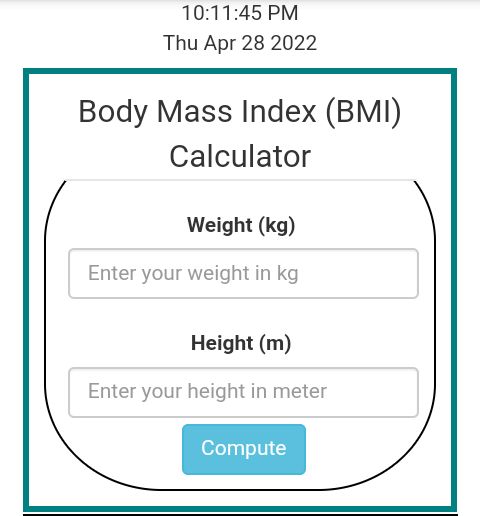 10:11:45 PM
Thu Apr 28 2022
Body Mass Index (BMI)
Calculator
Weight (kg)
Enter your weight in kg
Height (m)
Enter your height in meter
Compute